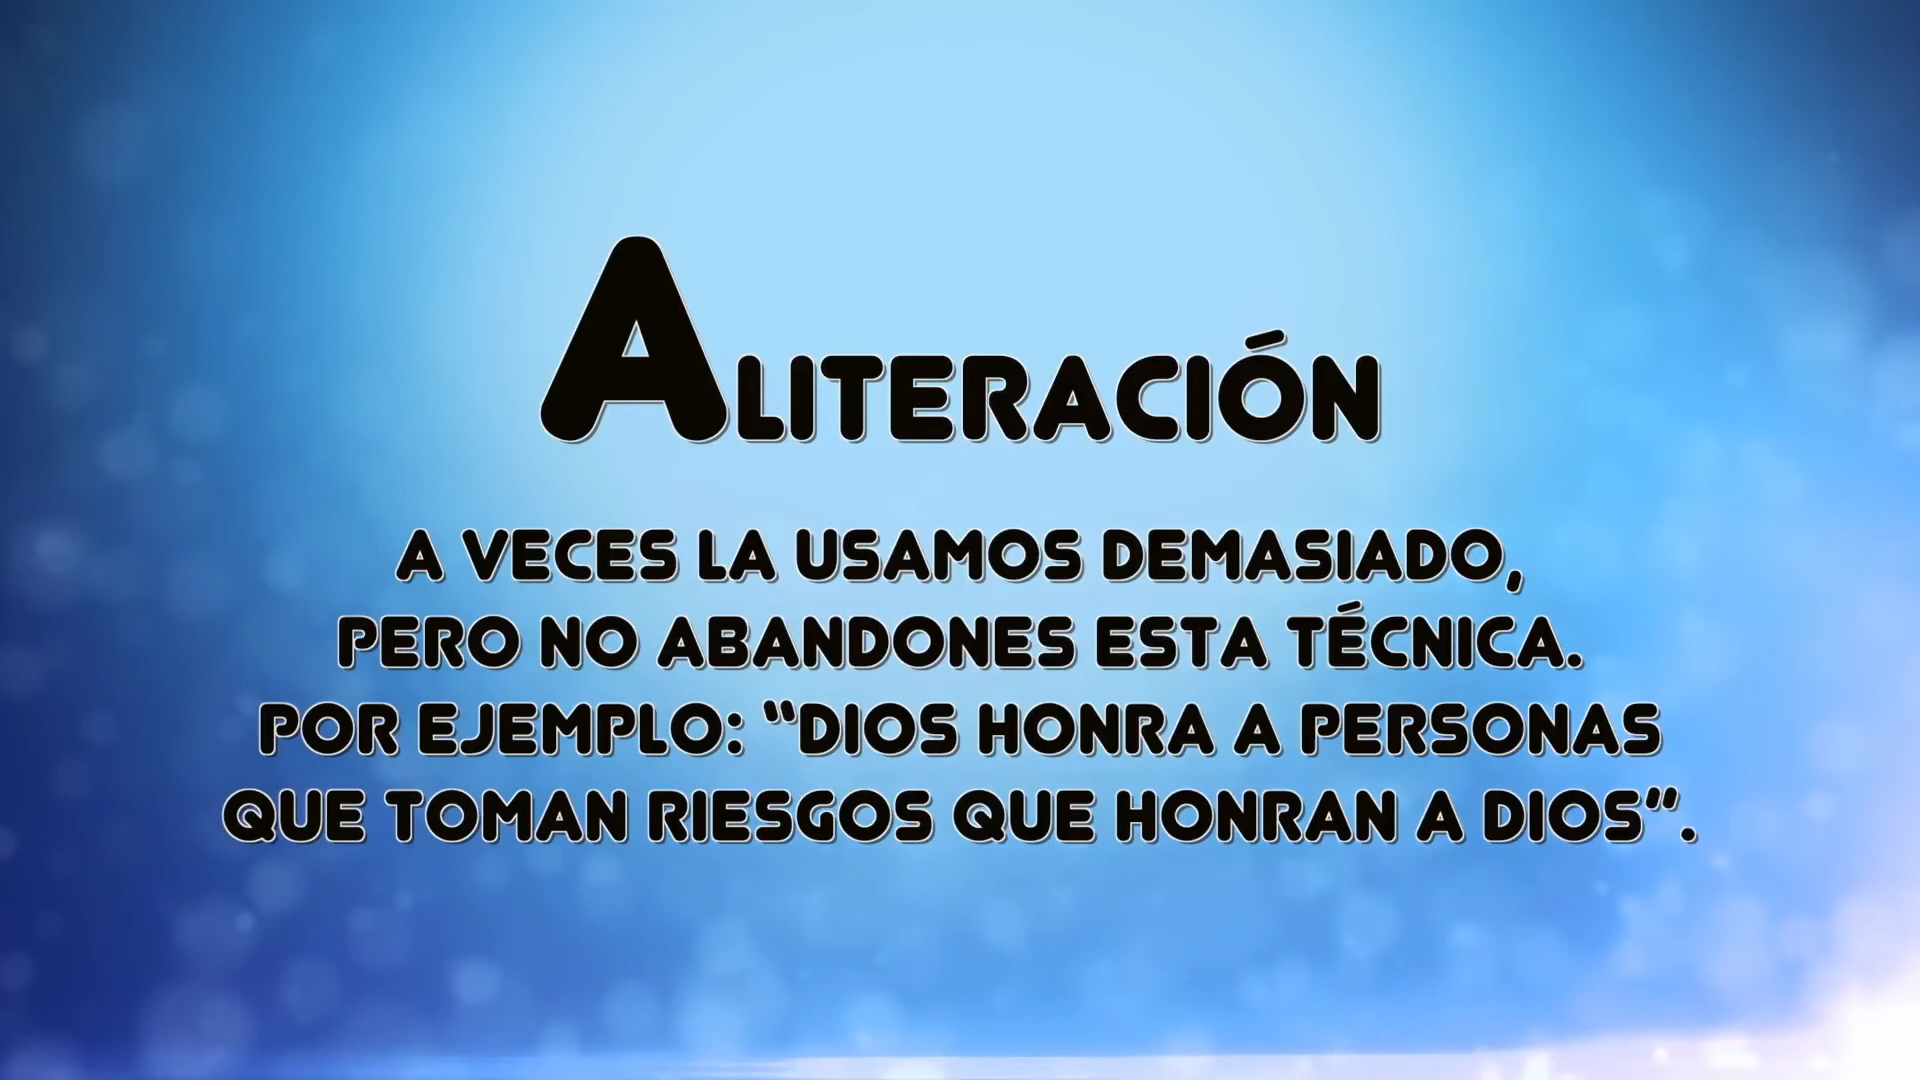 ALITERACIÓN
A VECES LA USAMOS DEMASIADO,
PERO NO ABANDONES ESTA TÉCNICA.
POR EJEMPLO: “DIOS HONRA A PERSONAS
QUE TOMAN RIESGOS QUE HONRAN A DIOS”.